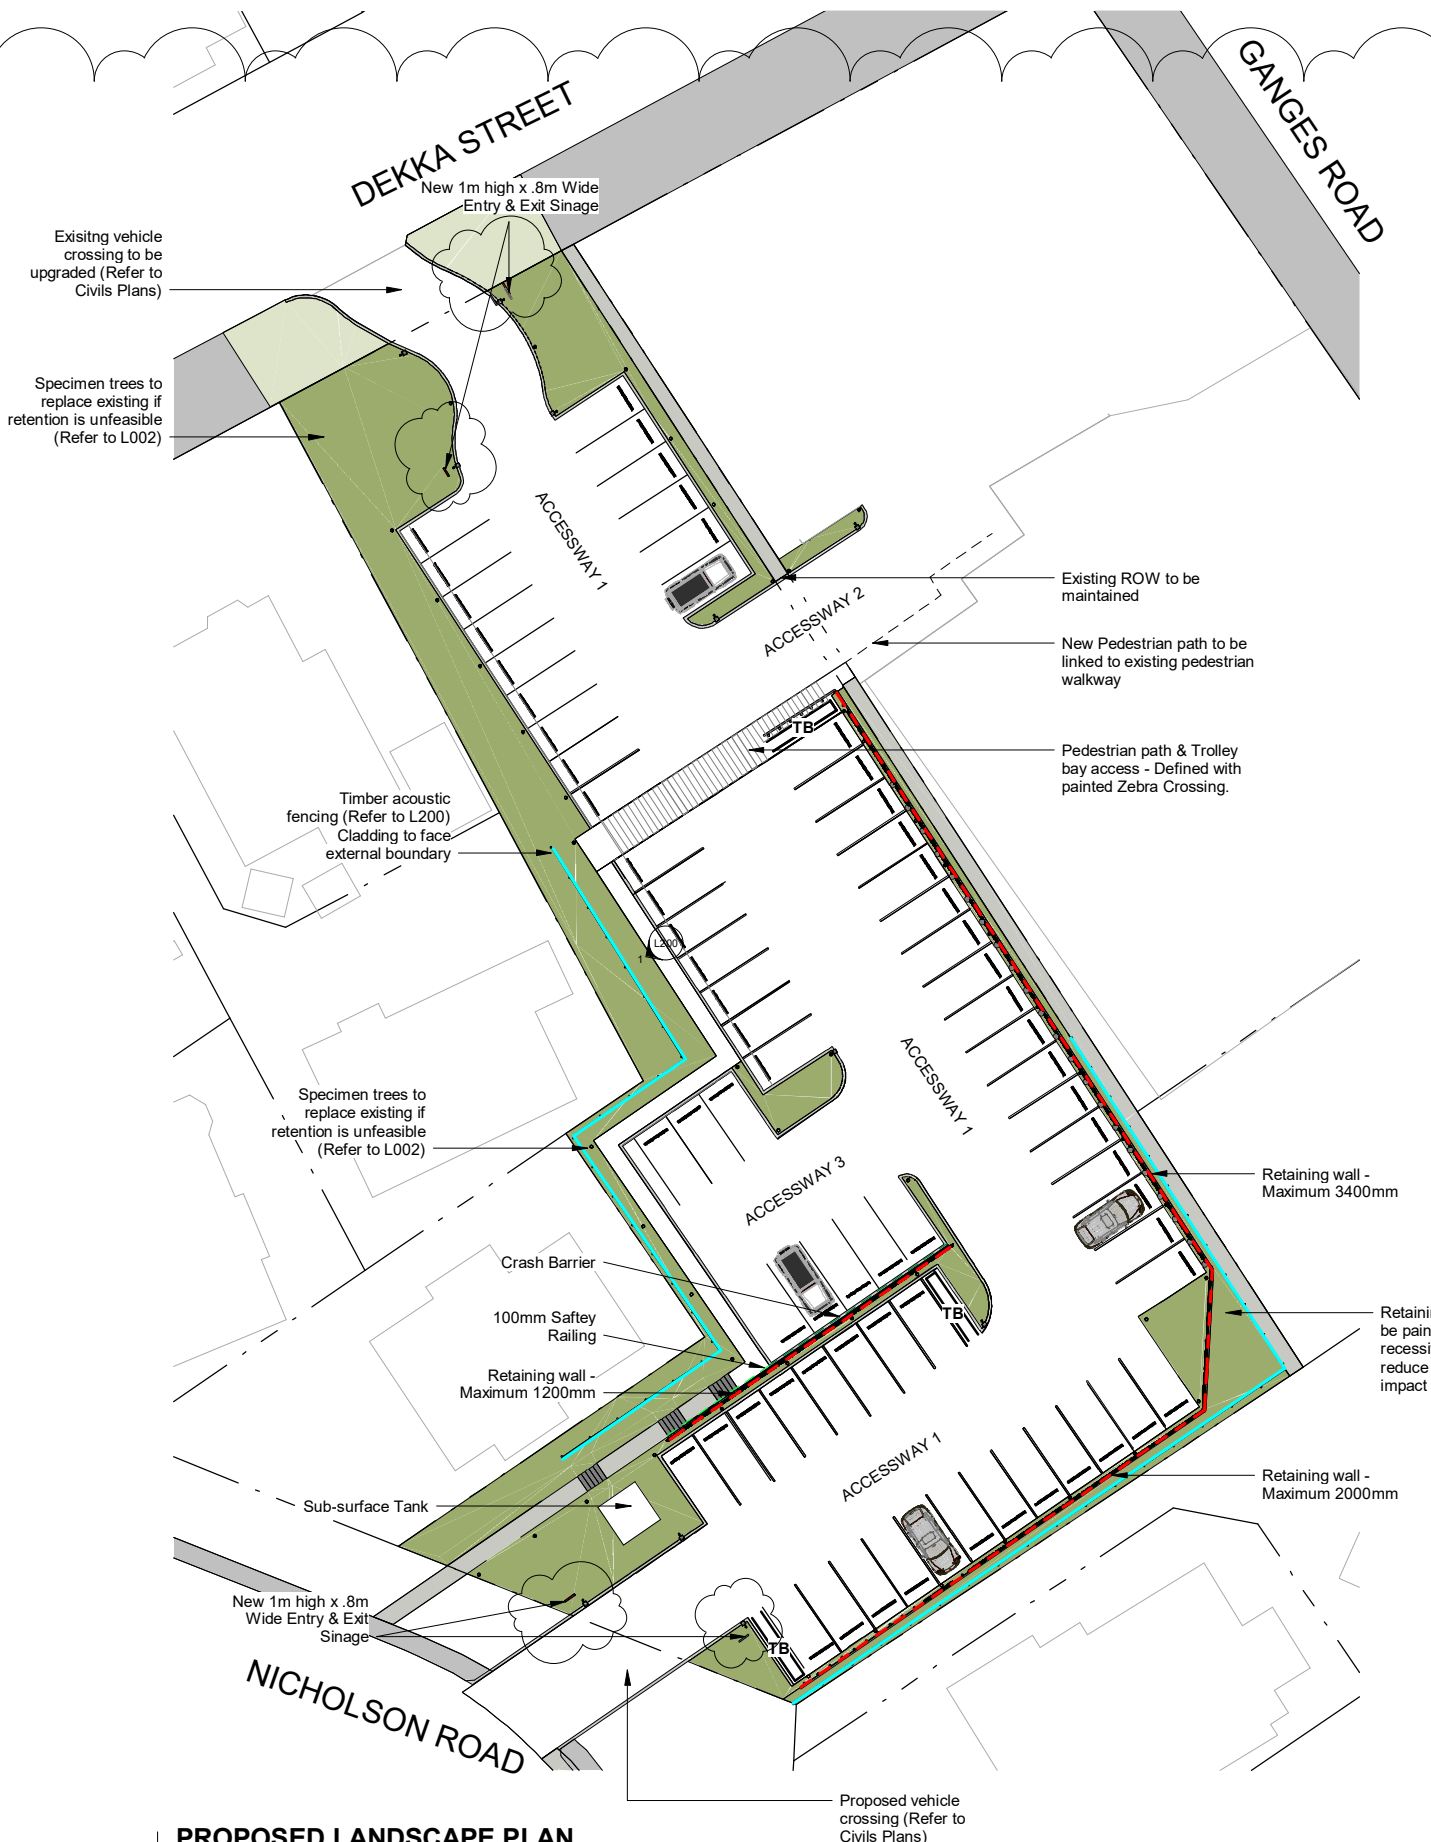 GANGES ROAD
DEKKA STREET
New 1m high x .8m Wide
Entry & Exit Sinage
Exisitng vehicle
crossing to be
upgraded (Refer to
Civils Plans)
Specimen trees to
replace existing if
retention is unfeasible
(Refer to L002)
ACCESSWAY 1
Existing ROW to be
maintained
ACCESSWAY 2
New Pedestrian path to be
linked to existing pedestrian
walkway
TB
Pedestrian path & Trolley
bay access - Defined with
painted Zebra Crossing.
Timber acoustic
fencing (Refer to L200)
Cladding to face
external boundary
L200
1
ACCESSWAY 1
Specimen trees to
replace existing if
retention is unfeasible
(Refer to L002)
ACCESSWAY 3
Retaining wall -
Maximum 3400mm
Crash Barrier
100mm Saftey
Railing
TB
Retaini
be pain
recessi
reduce
impact
Retaining wall -
Maximum 1200mm
ACCESSWAY 1
Retaining wall -
Maximum 2000mm
Sub-surface Tank
New 1m high x .8m
Wide Entry & Exit
Sinage
TB
NICHOLSON ROAD
Proposed vehicle
crossing (Refer to
Civils Plans)
PROPOSED LANDSCAPE PLAN